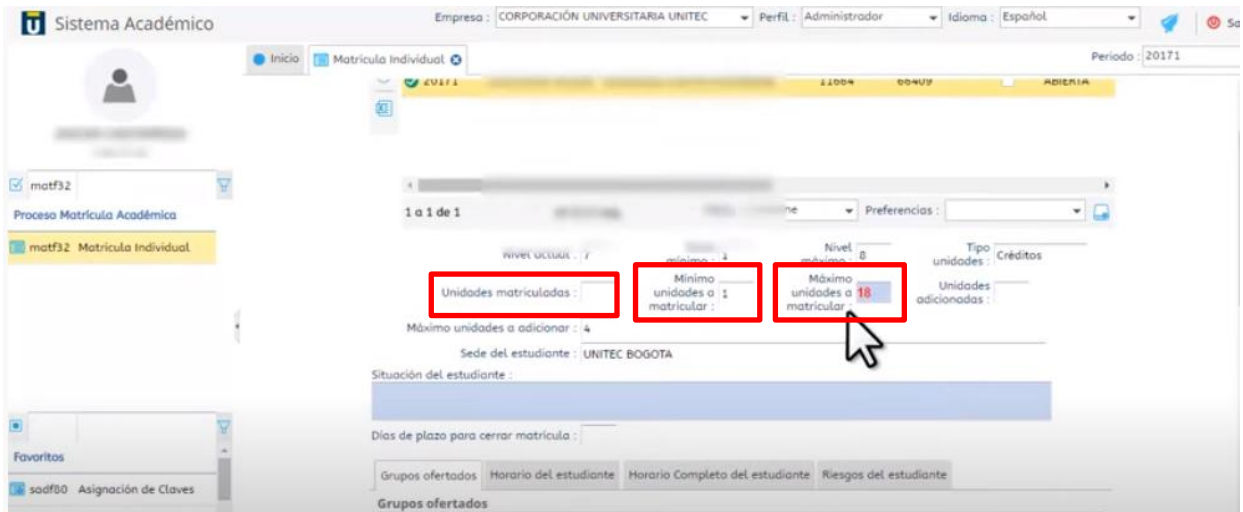 Sistema Académico
Empresa : CORPORACIÓN UNIVERSITARIA UNITEC Perfil : Administrador Idioma : Español
Inicio Matrícula Individual Periodo : 20171
20171 11664 66409 ABIERTA
matf32
Proceso Matrícula Académica
matf32 Matrícula Individual
1 a 1 de 1 Preferencias :
Nivel actual : 7 mínimo : 1 Nivel máximo : 8 Tipo unidades : Créditos
Unidades matriculadas : Mínimo unidades a matricular : 1 Máximo unidades a matricular : 18 Unidades adicionadas :
Máximo unidades a adicionar : 4
Sede del estudiante : UNITEC BOGOTA
Situación del estudiante :
Días de plazo para cerrar matrícula :
Favoritos
sadf80 Asignación de Claves
Grupos ofertados Horario del estudiante Horario Completo del estudiante Riesgos del estudiante
Grupos ofertados